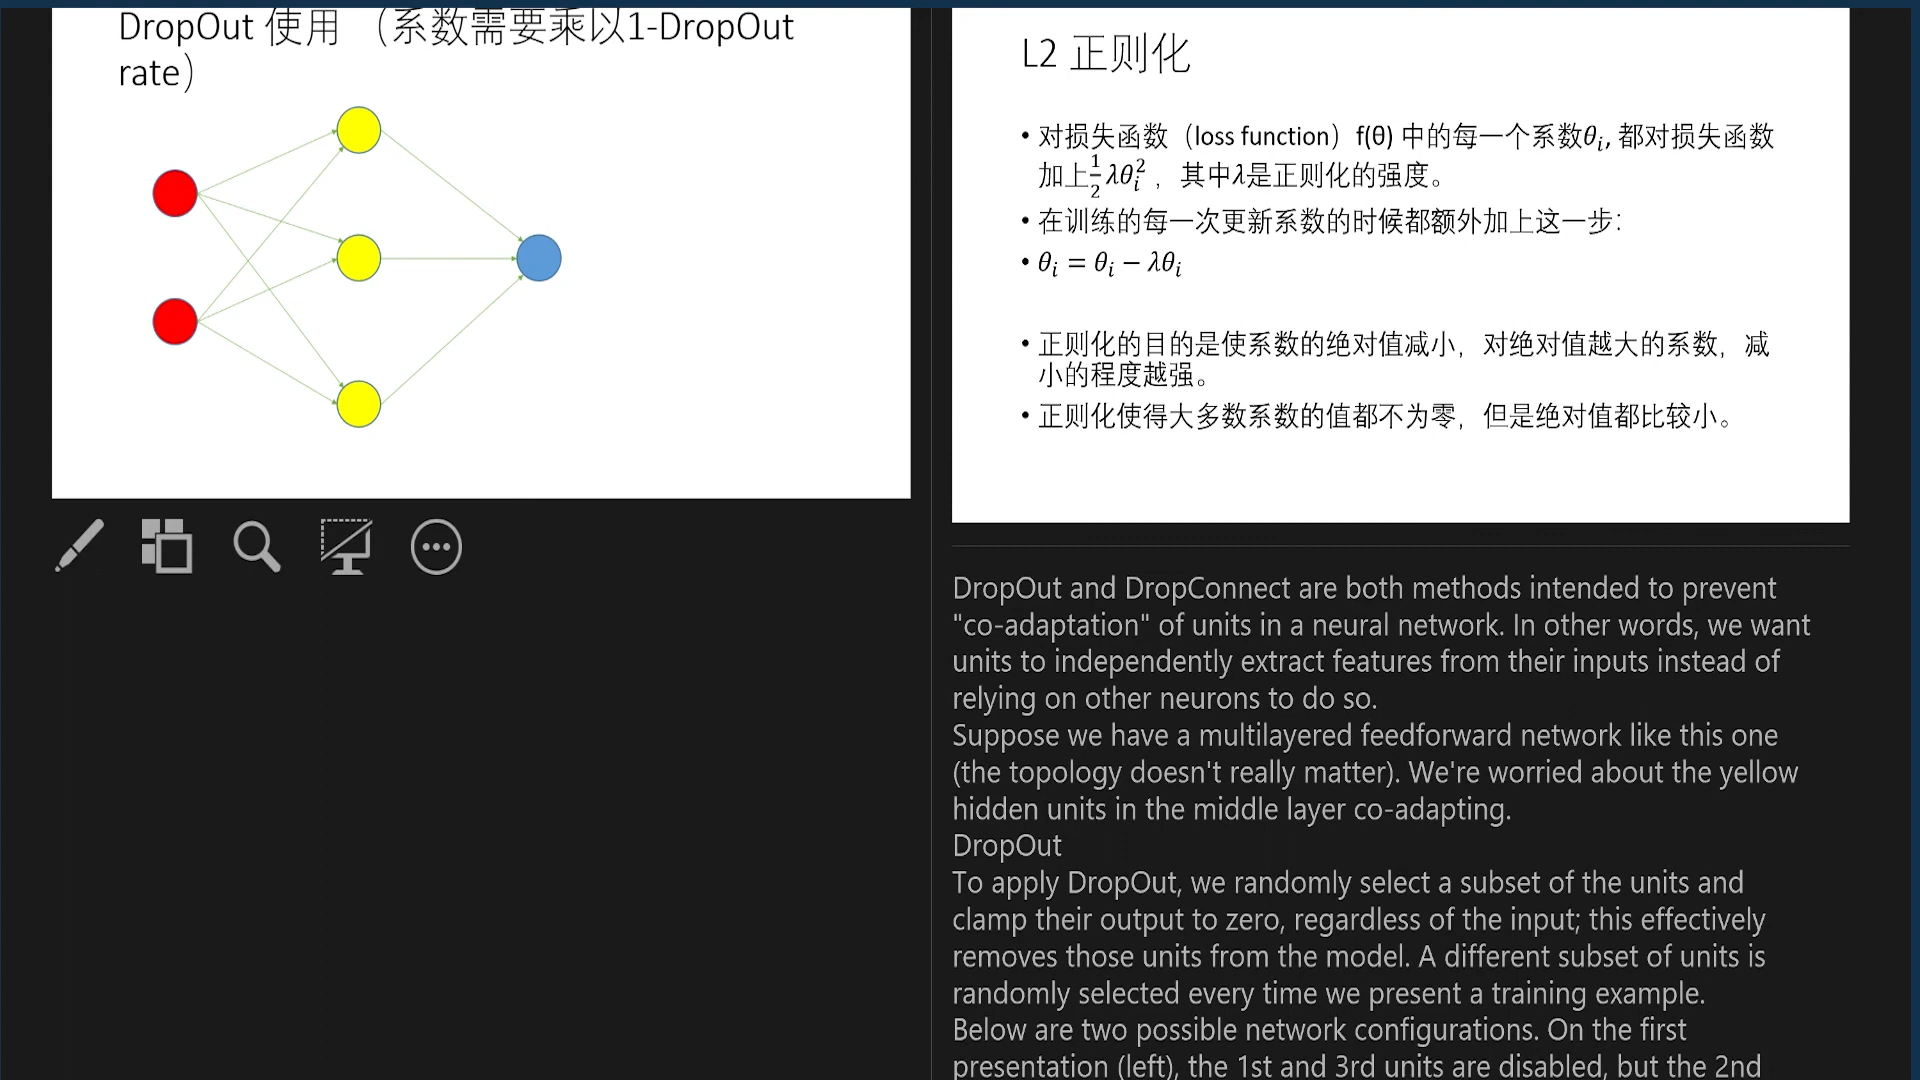 DropOut 使用 （系数需要乘以1-DropOut
rate）
L2 正则化
• 对损失函数（loss function）f(θ) 中的每一个系数θᵢ, 都对损失函数
加上½λθᵢ²，其中λ是正则化的强度。
• 在训练的每一次更新系数的时候都额外加上这一步：
• θᵢ = θᵢ − λθᵢ
• 正则化的目的是使系数的绝对值减小，对绝对值越大的系数，减
小的程度越强。
• 正则化使得大多数系数的值都不为零，但是绝对值都比较小。
DropOut and DropConnect are both methods intended to prevent
"co-adaptation" of units in a neural network. In other words, we want
units to independently extract features from their inputs instead of
relying on other neurons to do so.
Suppose we have a multilayered feedforward network like this one
(the topology doesn't really matter). We're worried about the yellow
hidden units in the middle layer co-adapting.
DropOut
To apply DropOut, we randomly select a subset of the units and
clamp their output to zero, regardless of the input; this effectively
removes those units from the model. A different subset of units is
randomly selected every time we present a training example.
Below are two possible network configurations. On the first
presentation (left), the 1st and 3rd units are disabled, but the 2nd